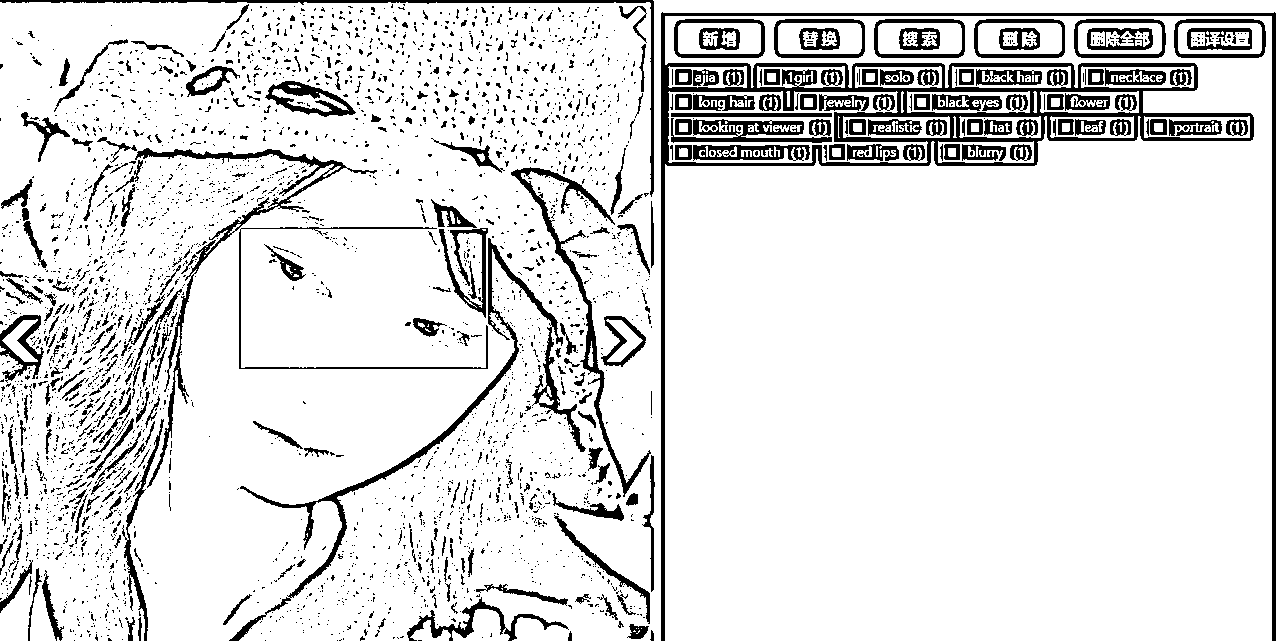 新增 替换 搜索 删除 删除全部 翻译设置
ajia (1) 1girl (1) solo (1) black hair (1) necklace (1)
long hair (1) jewelry (1) black eyes (1) flower (1)
looking at viewer (1) realistic (1) hat (1) leaf (1) portrait (1)
closed mouth (1) red lips (1) blurry (1)